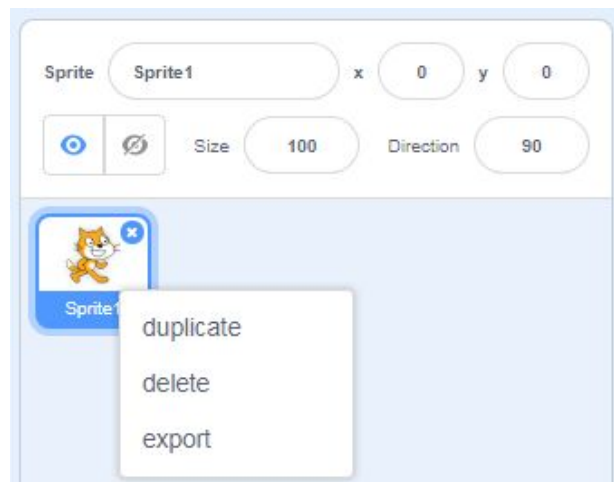 Sprite Sprite1 x 0 y 0
Size 100 Direction 90
Sprite1
duplicate
delete
export